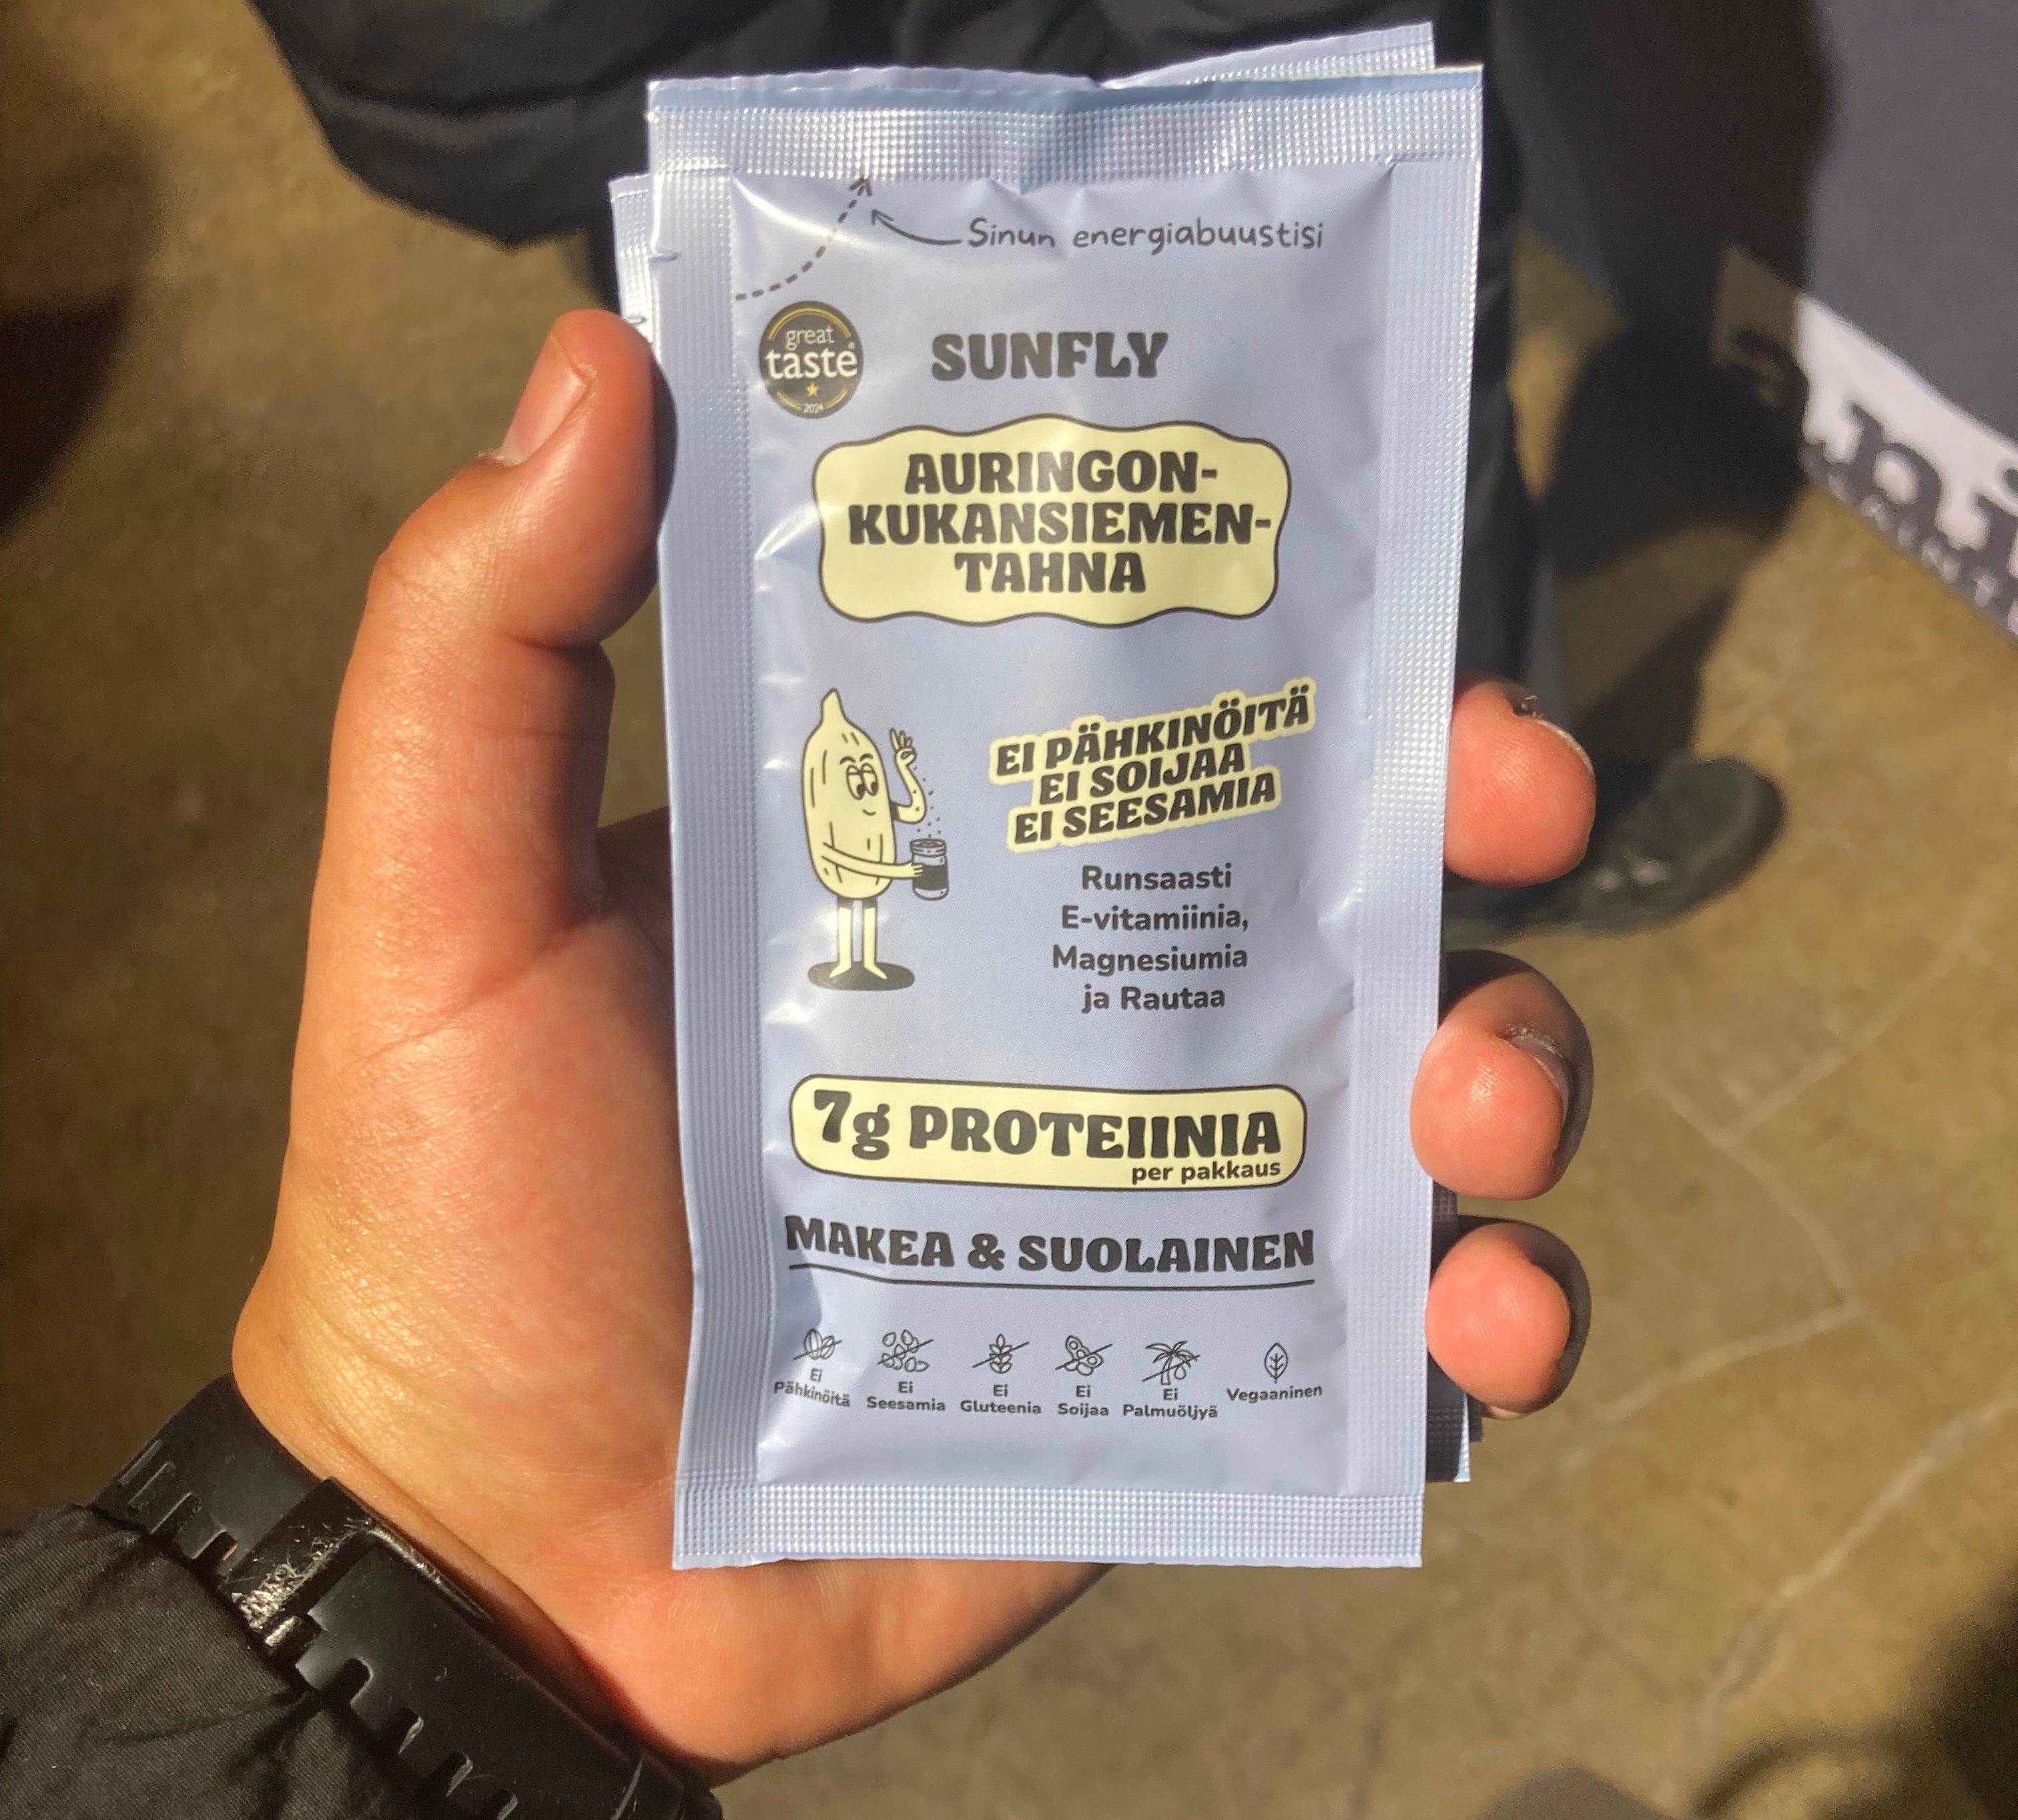 Sinun energiabuustisi
great
taste
2024
SUNFLY
AURINGON-
KUKANSIEMEN-
TAHNA
EI PÄHKINÖITÄ
EI SOIJAA
EI SEESAMIA
Runsaasti
E-vitamiinia,
Magnesiumia
ja Rautaa
7g PROTEIINIA
per pakkaus
MAKEA & SUOLAINEN
Ei
Pähkinöitä
Ei
Seesamia
Ei
Gluteenia
Ei
Soijaa
Ei
Palmuöljyä
Vegaaninen